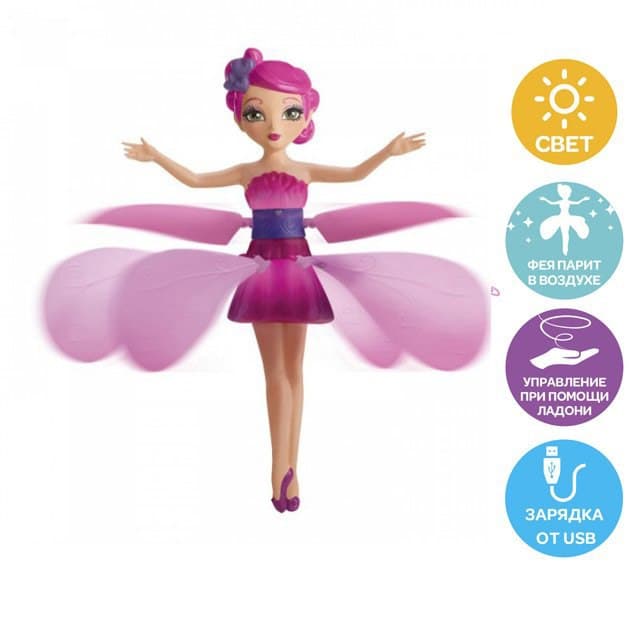 СВЕТ
ФЕЯ ПАРИТ
В ВОЗДУХЕ
УПРАВЛЕНИЕ
ПРИ ПОМОЩИ
ЛАДОНИ
ЗАРЯДКА
ОТ USB